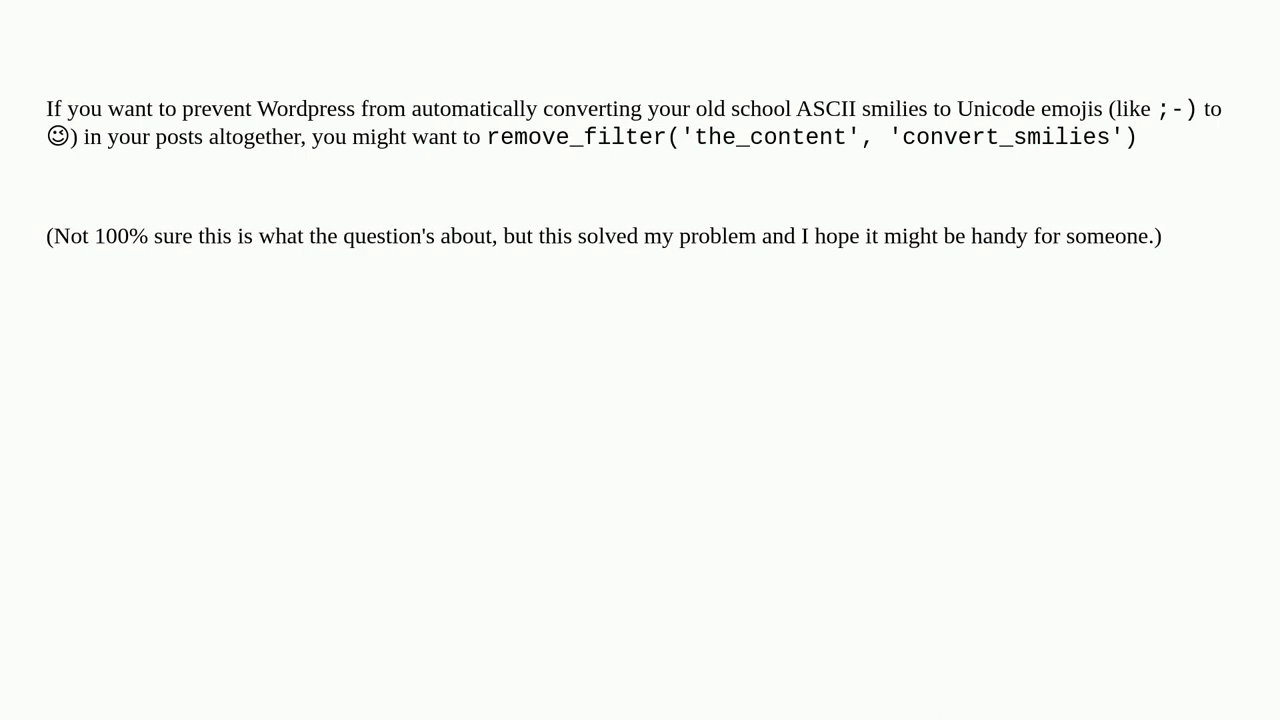 If you want to prevent Wordpress from automatically converting your old school ASCII smilies to Unicode emojis (like ;-) to
😉) in your posts altogether, you might want to remove_filter('the_content', 'convert_smilies')
(Not 100% sure this is what the question's about, but this solved my problem and I hope it might be handy for someone.)